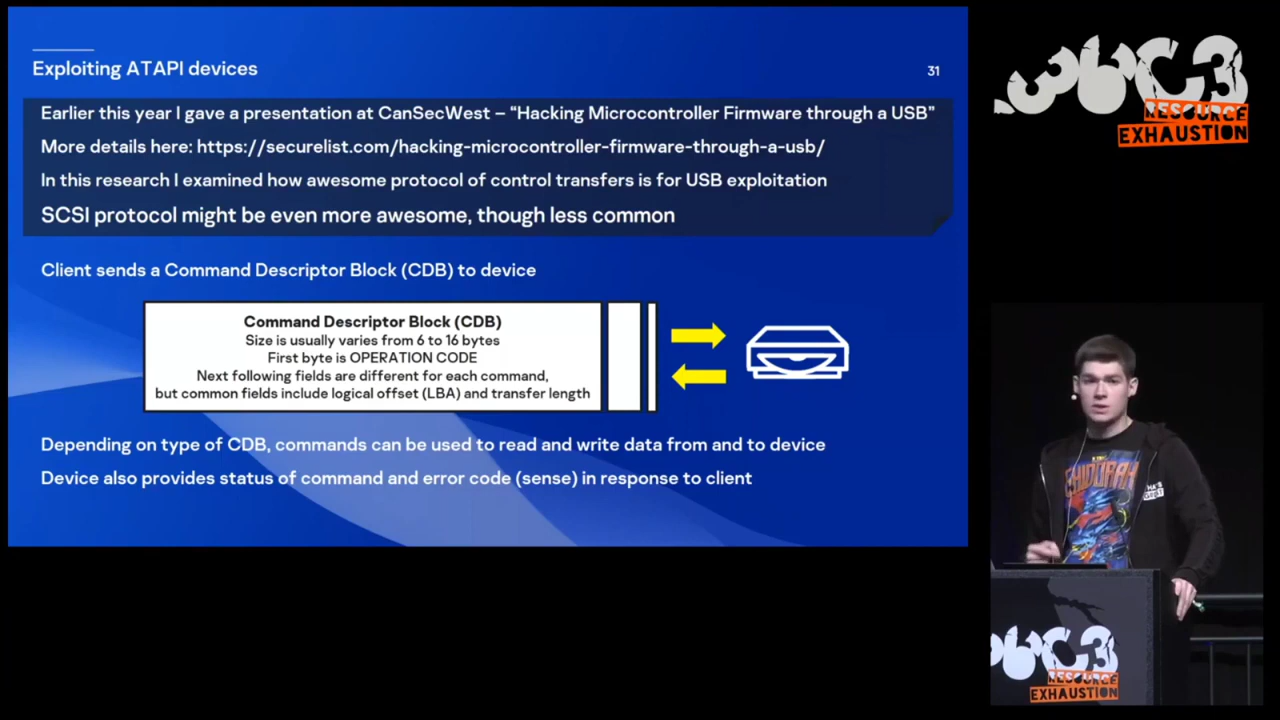 Exploiting ATAPI devices
31
Earlier this year I gave a presentation at CanSecWest – “Hacking Microcontroller Firmware through a USB”
More details here: https://securelist.com/hacking-microcontroller-firmware-through-a-usb/
In this research I examined how awesome protocol of control transfers is for USB exploitation
SCSI protocol might be even more awesome, though less common
Client sends a Command Descriptor Block (CDB) to device
Command Descriptor Block (CDB)
Size is usually varies from 6 to 16 bytes
First byte is OPERATION CODE
Next following fields are different for each command,
but common fields include logical offset (LBA) and transfer length
Depending on type of CDB, commands can be used to read and write data from and to device
Device also provides status of command and error code (sense) in response to client
36C3
RESOURCE
EXHAUSTION
GHIDORAH
36C3
RESOURCE
EXHAUSTION